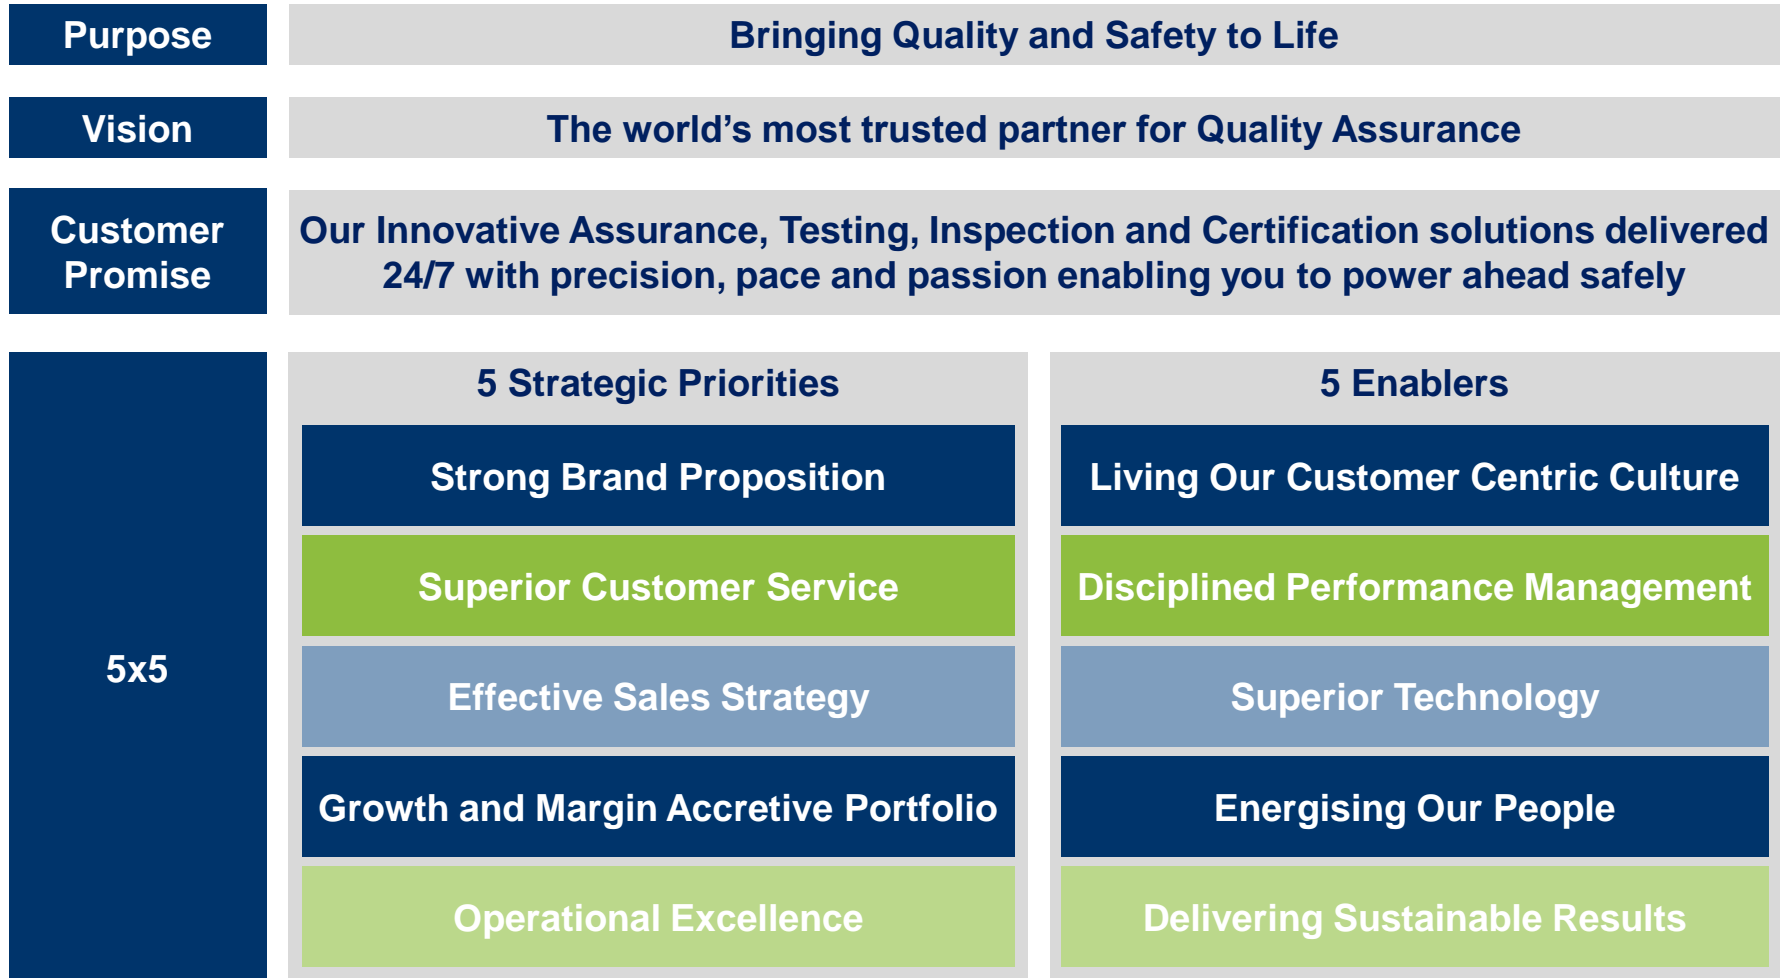 Purpose
Bringing Quality and Safety to Life
Vision
The world’s most trusted partner for Quality Assurance
Customer
Promise
Our Innovative Assurance, Testing, Inspection and Certification solutions delivered
24/7 with precision, pace and passion enabling you to power ahead safely
5x5
5 Strategic Priorities
Strong Brand Proposition
Superior Customer Service
Effective Sales Strategy
Growth and Margin Accretive Portfolio
Operational Excellence
5 Enablers
Living Our Customer Centric Culture
Disciplined Performance Management
Superior Technology
Energising Our People
Delivering Sustainable Results